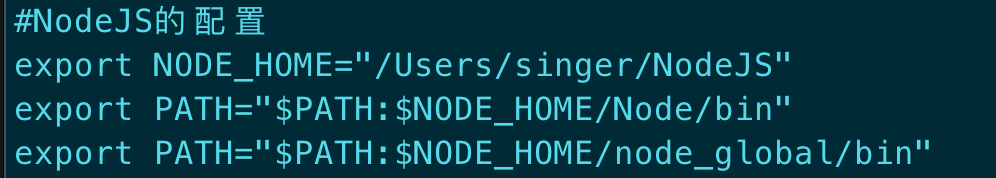 #NodeJS的配置
export NODE_HOME="/Users/singer/NodeJS"
export PATH="$PATH:$NODE_HOME/Node/bin"
export PATH="$PATH:$NODE_HOME/node_global/bin"